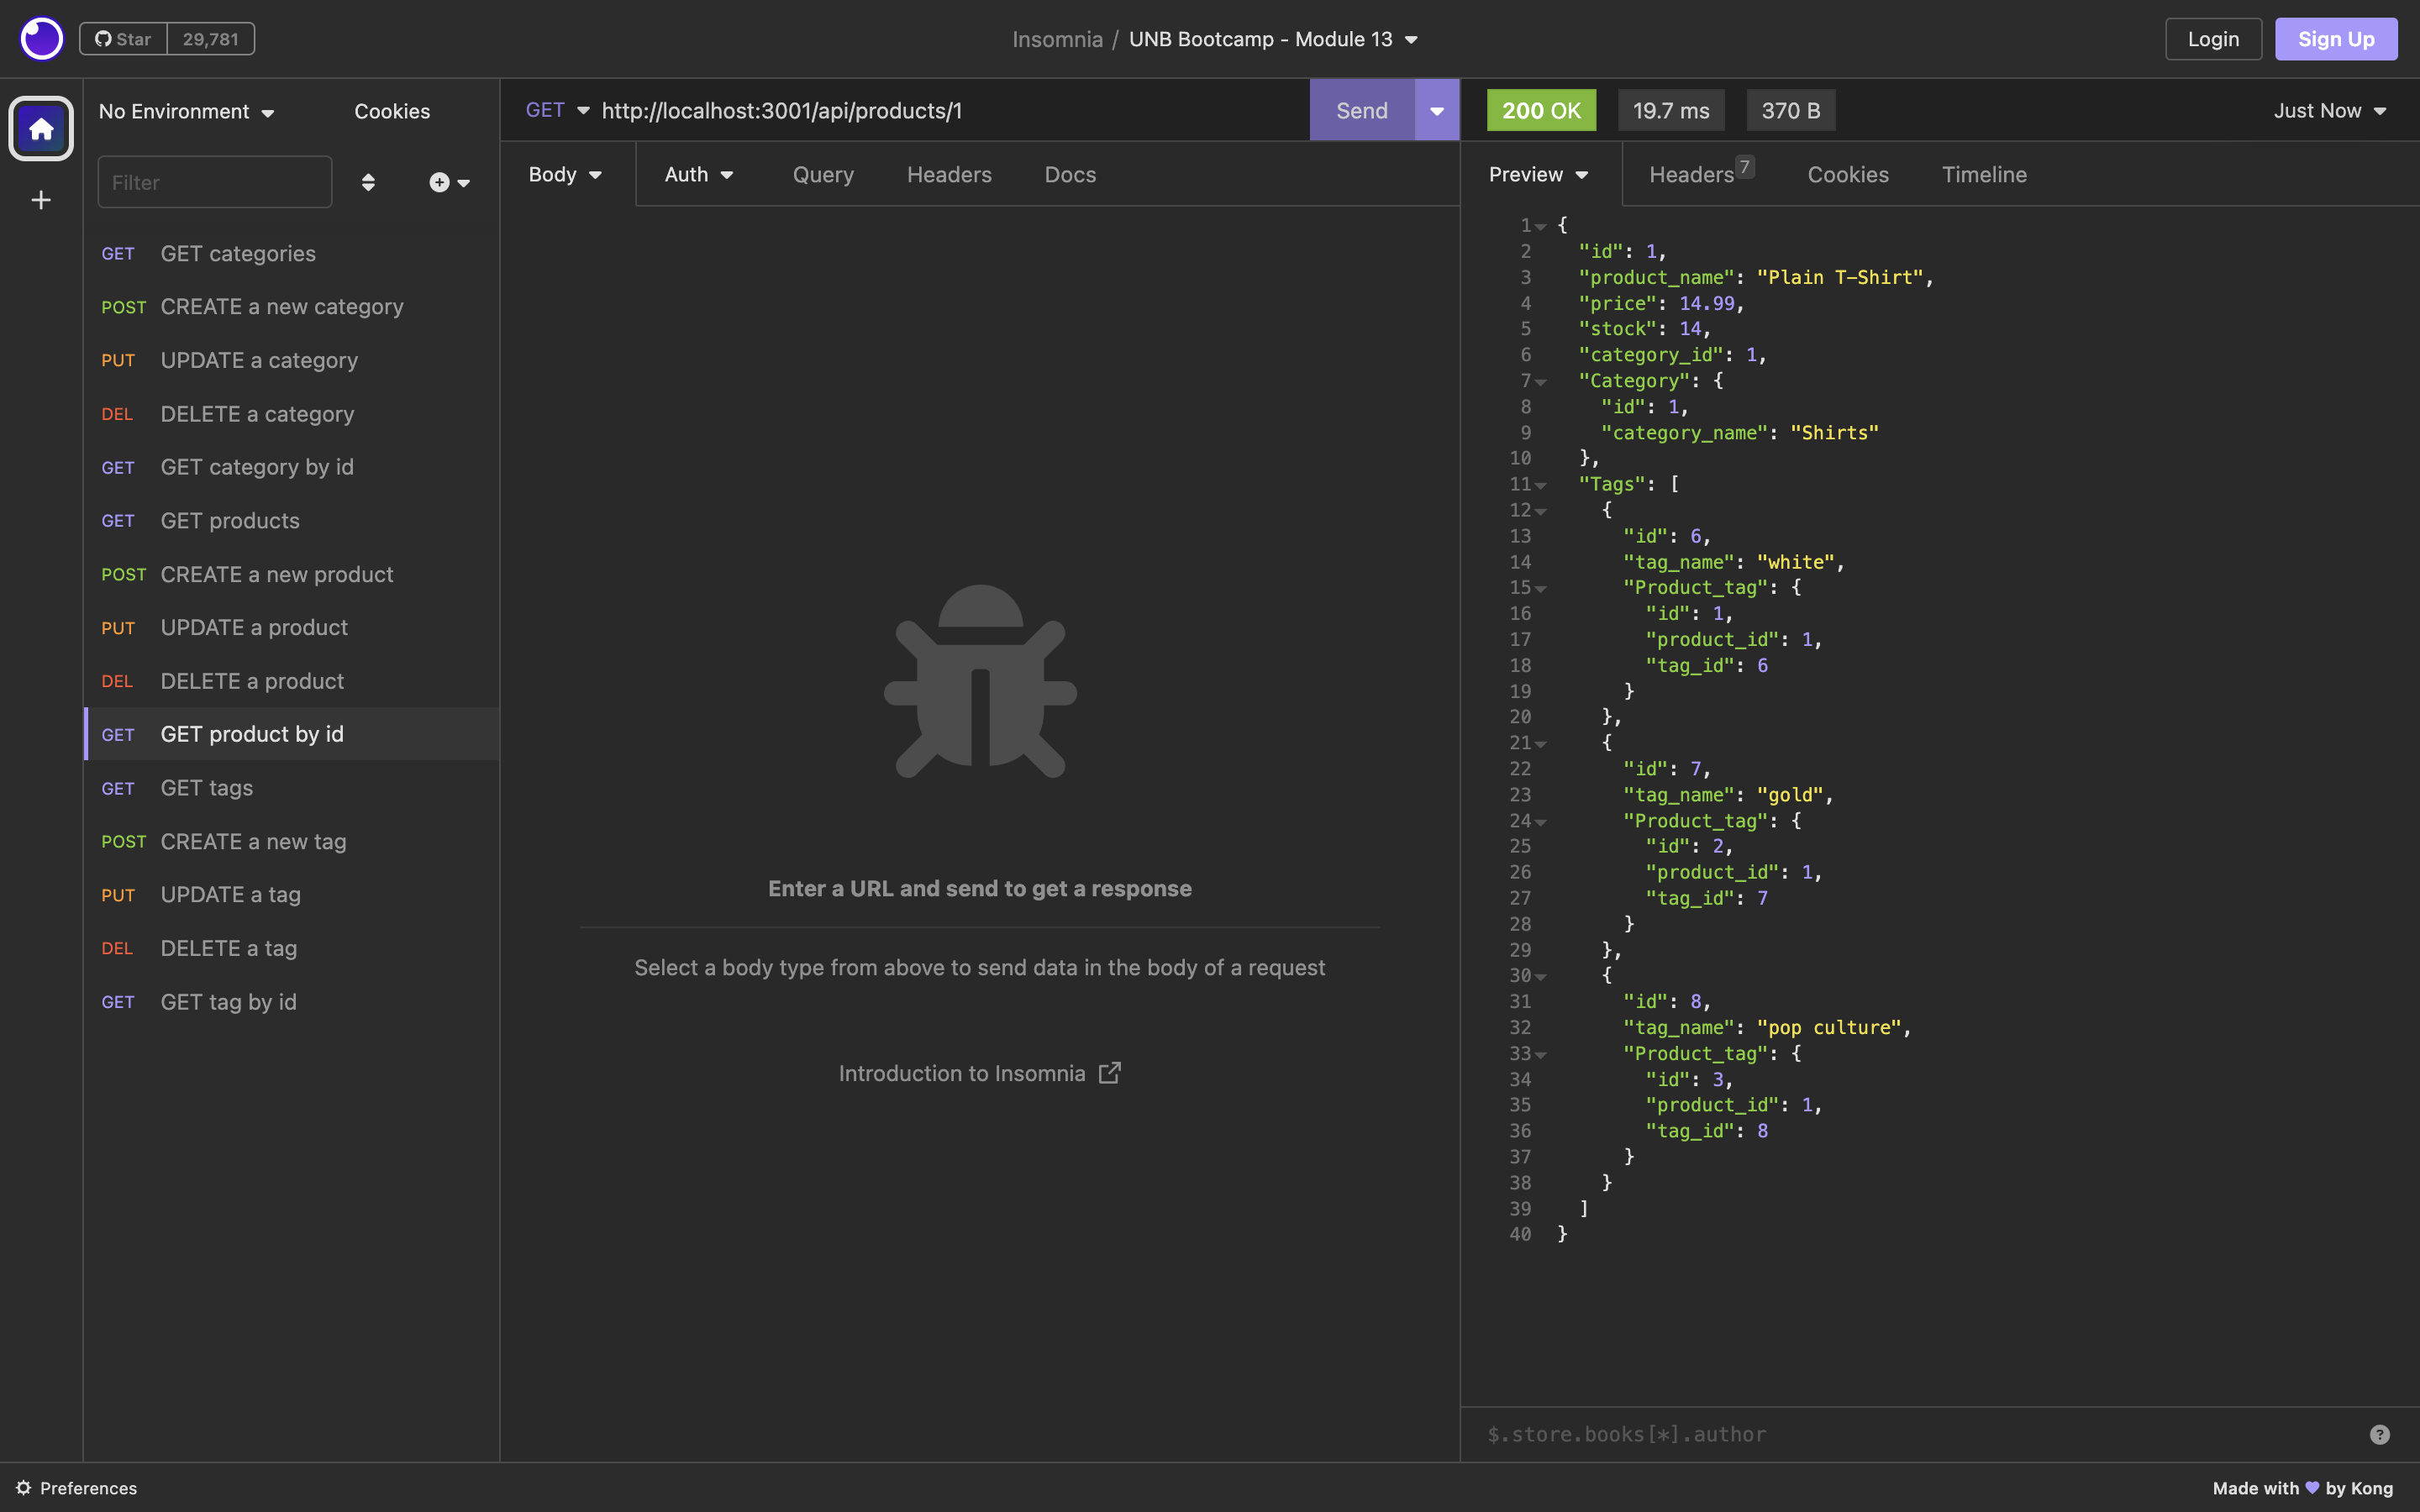 Star 29,781
Insomnia / UNB Bootcamp - Module 13
Login
Sign Up
No Environment
Cookies
Filter
GET GET categories
POST CREATE a new category
PUT UPDATE a category
DEL DELETE a category
GET GET category by id
GET GET products
POST CREATE a new product
PUT UPDATE a product
DEL DELETE a product
GET GET product by id
GET GET tags
POST CREATE a new tag
PUT UPDATE a tag
DEL DELETE a tag
GET GET tag by id
GET http://localhost:3001/api/products/1
Send
Body Auth Query Headers Docs
Enter a URL and send to get a response
Select a body type from above to send data in the body of a request
Introduction to Insomnia
200 OK 19.7 ms 370 B
Just Now
Preview Headers 7 Cookies Timeline
1 {
2 "id": 1,
3 "product_name": "Plain T-Shirt",
4 "price": 14.99,
5 "stock": 14,
6 "category_id": 1,
7 "Category": {
8 "id": 1,
9 "category_name": "Shirts"
10 },
11 "Tags": [
12 {
13 "id": 6,
14 "tag_name": "white",
15 "Product_tag": {
16 "id": 1,
17 "product_id": 1,
18 "tag_id": 6
19 }
20 },
21 {
22 "id": 7,
23 "tag_name": "gold",
24 "Product_tag": {
25 "id": 2,
26 "product_id": 1,
27 "tag_id": 7
28 }
29 },
30 {
31 "id": 8,
32 "tag_name": "pop culture",
33 "Product_tag": {
34 "id": 3,
35 "product_id": 1,
36 "tag_id": 8
37 }
38 }
39 ]
40 }
$.store.books[*].author
?
Preferences
Made with ♥ by Kong